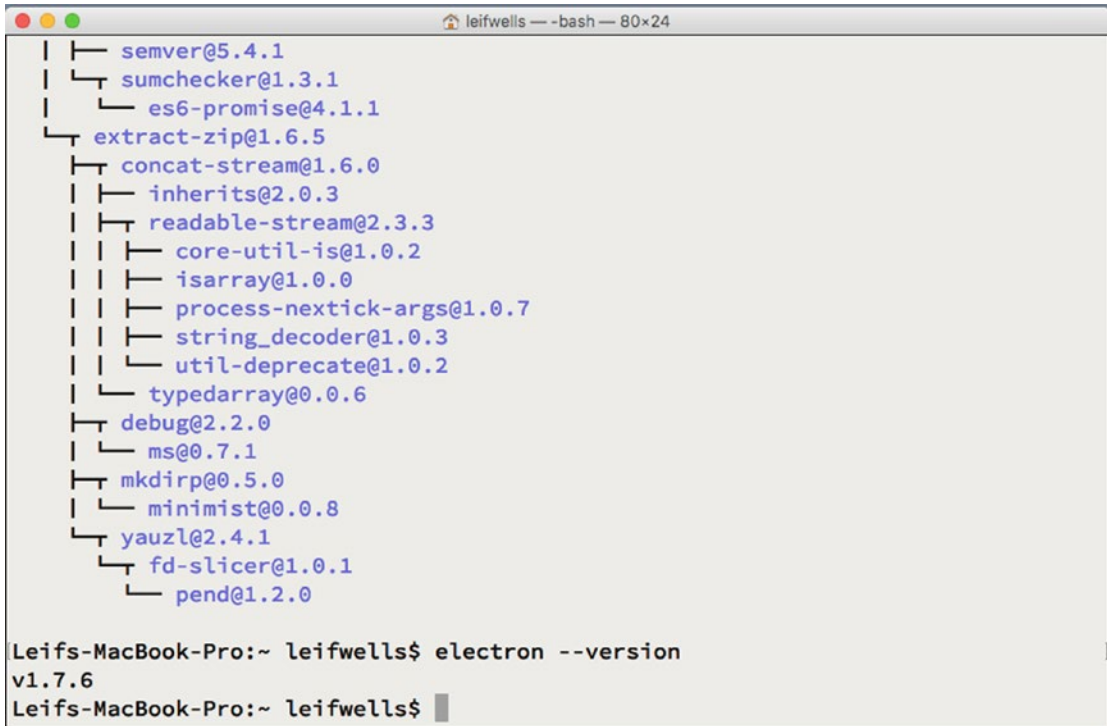 leifwells — -bash — 80×24
| ├── semver@5.4.1
| └─┬ sumchecker@1.3.1
|   └── es6-promise@4.1.1
└─┬ extract-zip@1.6.5
  ├─┬ concat-stream@1.6.0
  | ├── inherits@2.0.3
  | ├─┬ readable-stream@2.3.3
  | | ├── core-util-is@1.0.2
  | | ├── isarray@1.0.0
  | | ├── process-nextick-args@1.0.7
  | | ├── string_decoder@1.0.3
  | | └── util-deprecate@1.0.2
  | └── typedarray@0.0.6
  ├─┬ debug@2.2.0
  | └── ms@0.7.1
  ├─┬ mkdirp@0.5.0
  | └── minimist@0.0.8
  └─┬ yauzl@2.4.1
    └─┬ fd-slicer@1.0.1
      └── pend@1.2.0
[Leifs-MacBook-Pro:~ leifwells$ electron --version ]
v1.7.6
Leifs-MacBook-Pro:~ leifwells$